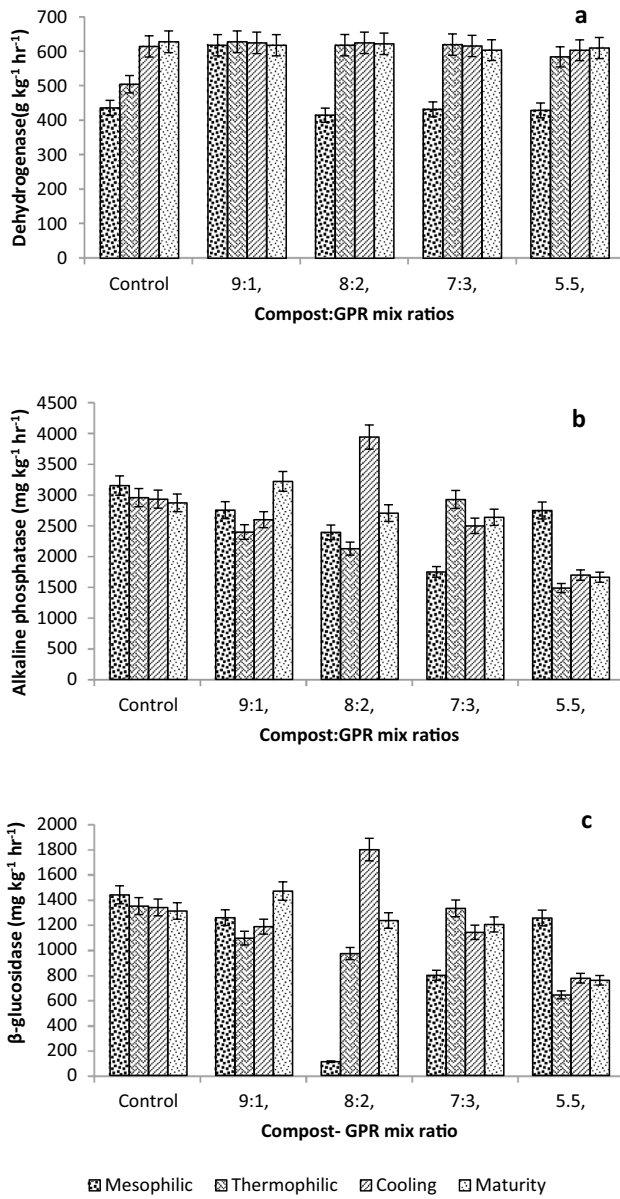 a
700
600
500
400
300
200
100
0
Dehydrogenase(g kg-1 hr-1)
Control 9:1, 8:2, 7:3, 5.5,
Compost:GPR mix ratios
b
4500
4000
3500
3000
2500
2000
1500
1000
500
0
Alkaline phosphatase (mg kg-1 hr-1)
Control 9:1, 8:2, 7:3, 5.5,
Compost:GPR mix ratios
c
2000
1800
1600
1400
1200
1000
800
600
400
200
0
β-glucosidase (mg kg-1 hr-1)
Control 9:1, 8:2, 7:3, 5.5,
Compost- GPR mix ratio
Mesophilic Thermophilic Cooling Maturity